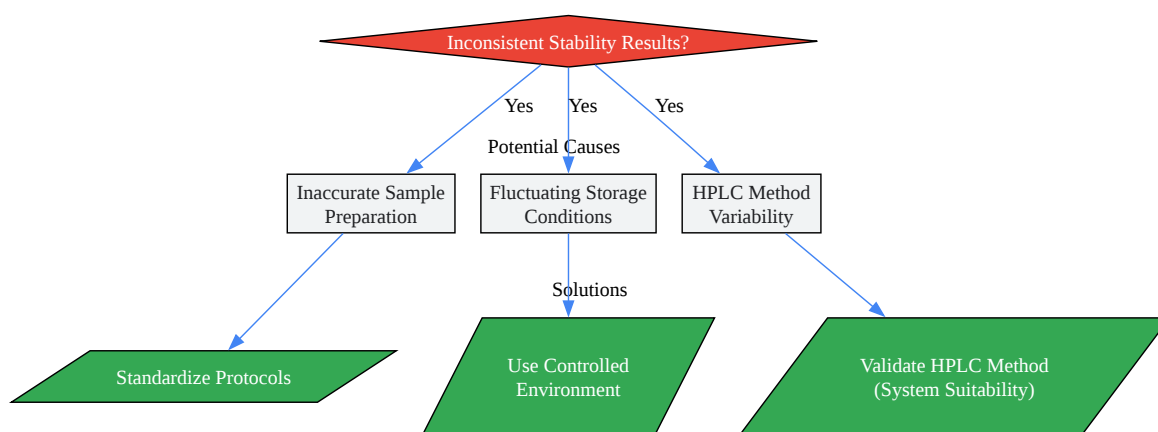 Inconsistent Stability Results?
Yes
Yes
Yes
Potential Causes
Inaccurate Sample
Preparation
Fluctuating Storage
Conditions
HPLC Method
Variability
Solutions
Standardize Protocols
Use Controlled
Environment
Validate HPLC Method
(System Suitability)